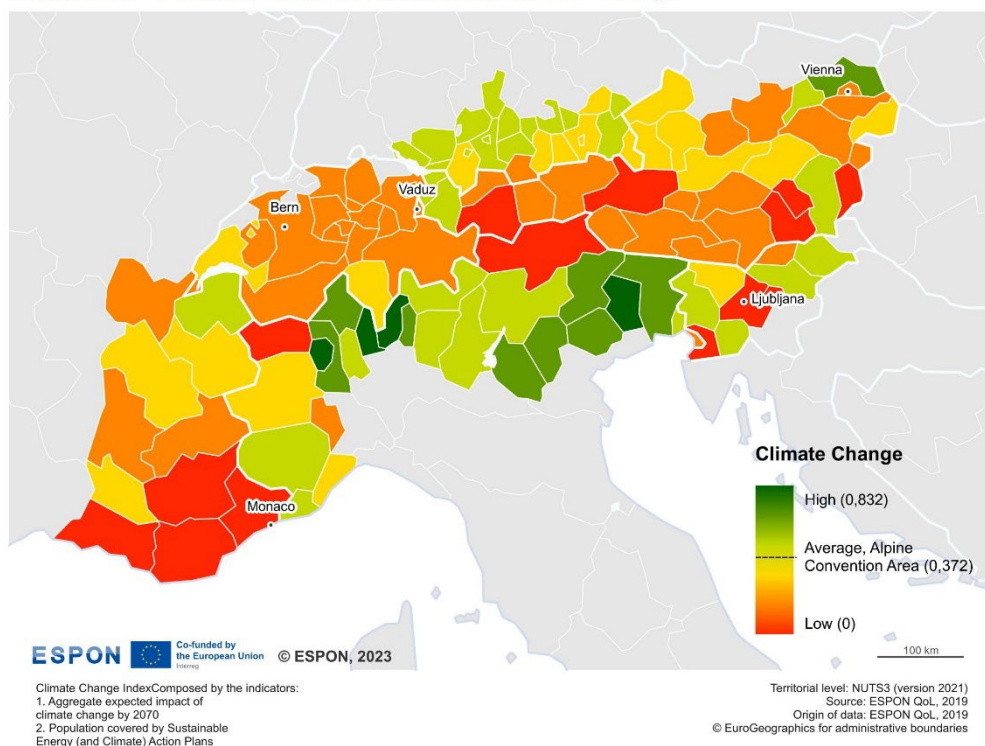 Vienna
Vaduz
Bern
Ljubljana
Monaco
Climate Change
High (0,832)
Average, Alpine
Convention Area (0,372)
Low (0)
100 km
ESPON
Co-funded by
the European Union
Interreg
© ESPON, 2023
Climate Change IndexComposed by the indicators:
1. Aggregate expected impact of
climate change by 2070
2. Population covered by Sustainable
Energy (and Climate) Action Plans
Territorial level: NUTS3 (version 2021)
Source: ESPON QoL, 2019
Origin of data: ESPON QoL, 2019
© EuroGeographics for administrative boundaries